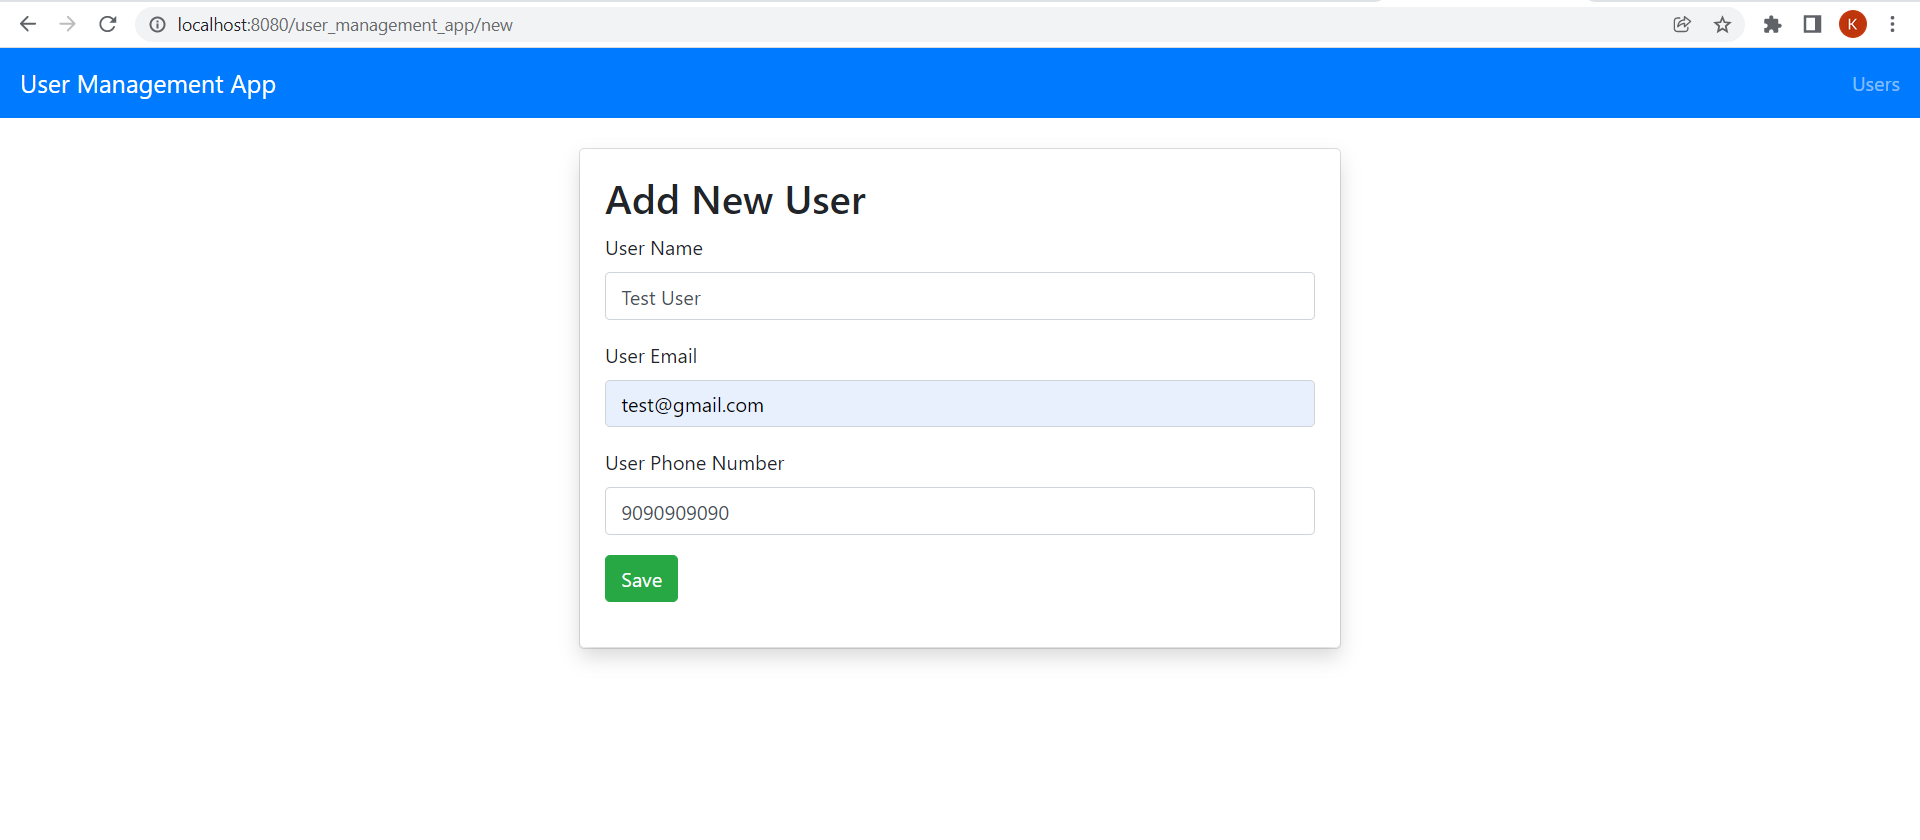 localhost:8080/user_management_app/new
K
User Management App
Users
Add New User
User Name
Test User
User Email
test@gmail.com
User Phone Number
9090909090
Save